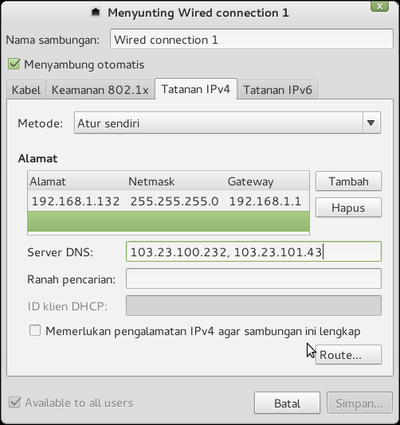 Menyunting Wired connection 1
x
Nama sambungan: Wired connection 1
Menyambung otomatis
Kabel Keamanan 802.1x Tatanan IPv4 Tatanan IPv6
Metode: Atur sendiri
Alamat
Alamat Netmask Gateway Tambah
192.168.1.132 255.255.255.0 192.168.1.1
Hapus
Server DNS: 103.23.100.232, 103.23.101.43
Ranah pencarian:
ID klien DHCP:
Memerlukan pengalamatan IPv4 agar sambungan ini lengkap
Route...
Available to all users Batal Simpan...